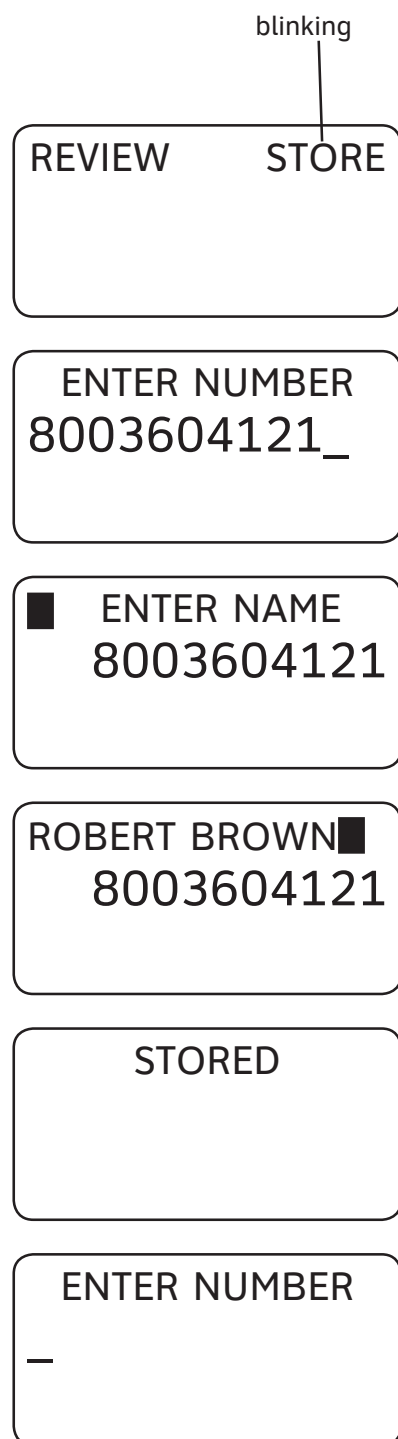 blinking
REVIEW STORE
ENTER NUMBER
8003604121_
ENTER NAME
8003604121
ROBERT BROWN
8003604121
STORED
ENTER NUMBER
_